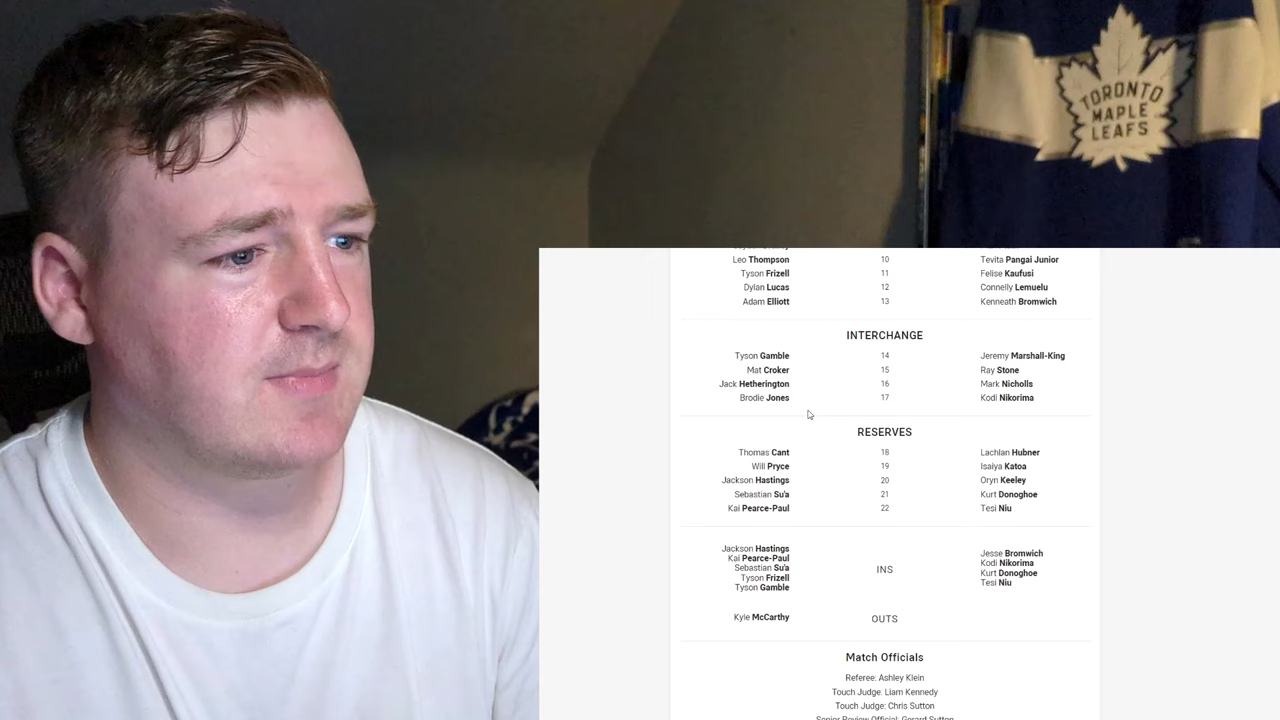 TORONTO
MAPLE
LEAFS
Leo Thompson 10 Tevita Pangai Junior
Tyson Frizell 11 Felise Kaufusi
Dylan Lucas 12 Connelly Lemuelu
Adam Elliott 13 Kenneath Bromwich
INTERCHANGE
Tyson Gamble 14 Jeremy Marshall-King
Mat Croker 15 Ray Stone
Jack Hetherington 16 Mark Nicholls
Brodie Jones 17 Kodi Nikorima
RESERVES
Thomas Cant 18 Lachlan Hubner
Will Pryce 19 Isaiya Katoa
Jackson Hastings 20 Oryn Keeley
Sebastian Su'a 21 Kurt Donoghoe
Kai Pearce-Paul 22 Tesi Niu
Jackson Hastings
Kai Pearce-Paul
Sebastian Su'a
Tyson Frizell
Tyson Gamble
INS
Jesse Bromwich
Kodi Nikorima
Kurt Donoghoe
Tesi Niu
Kyle McCarthy OUTS
Match Officials
Referee: Ashley Klein
Touch Judge: Liam Kennedy
Touch Judge: Chris Sutton
Senior Review Official: Gerard Sutton